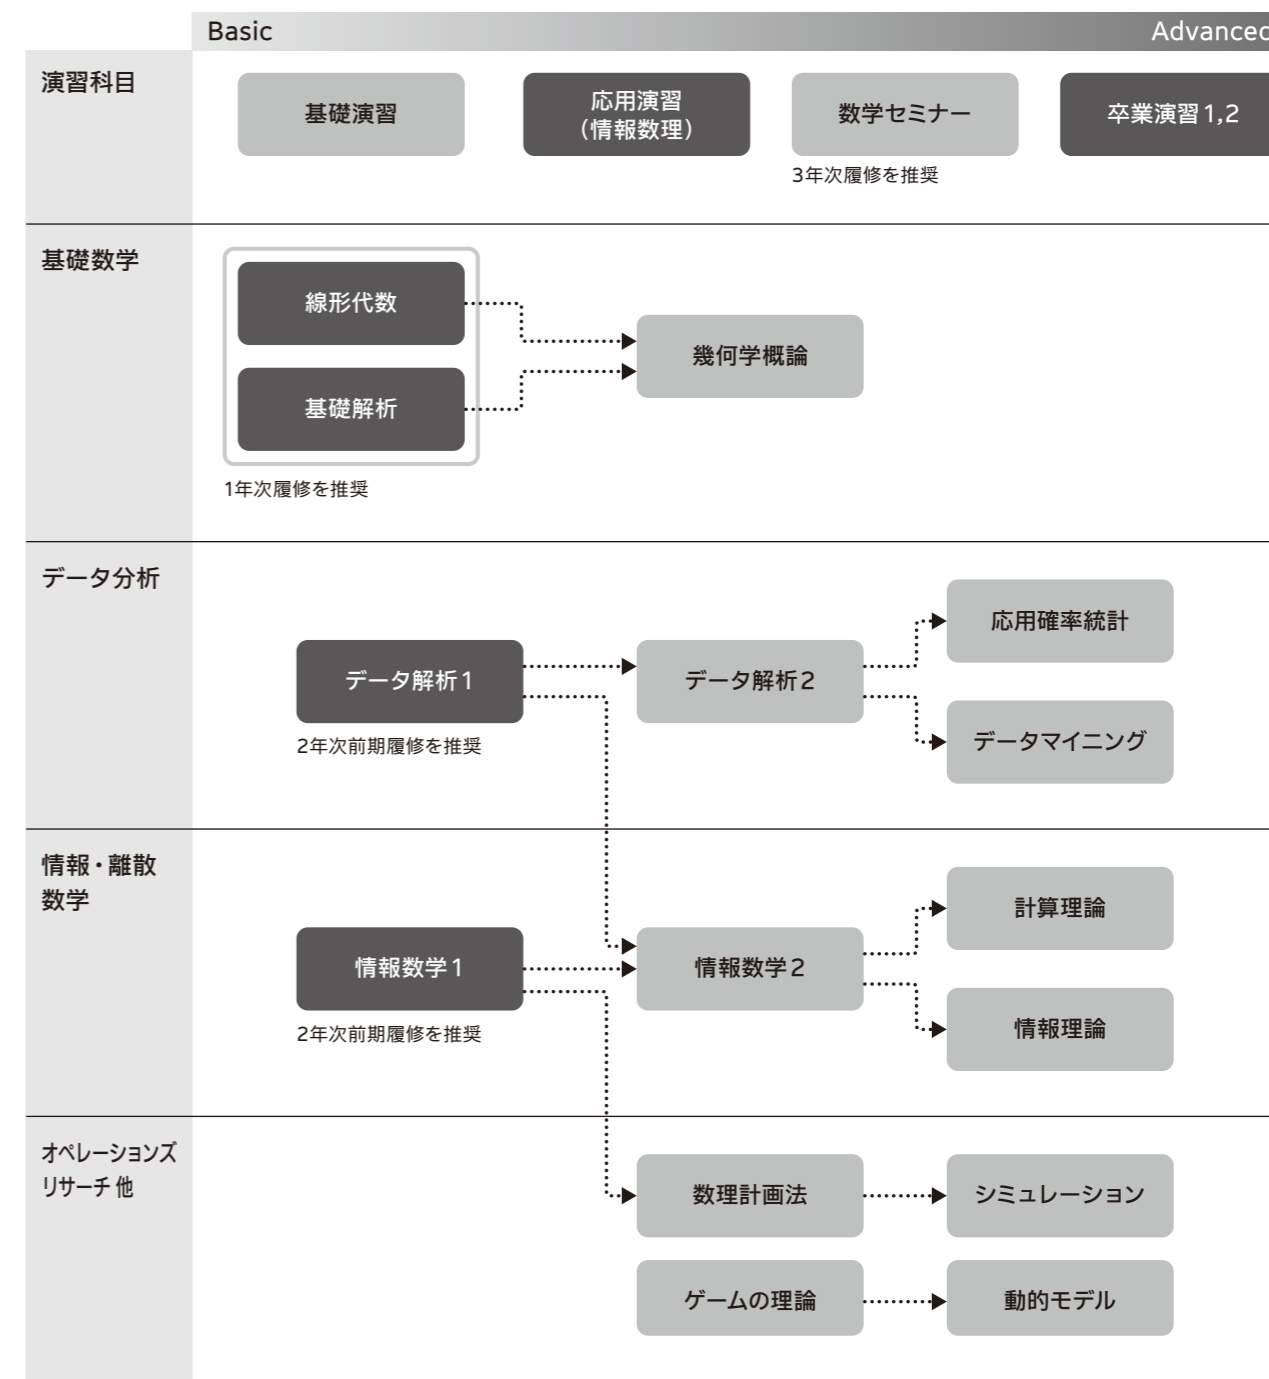 Basic
Advanced
演習科目
基礎演習
応用演習
（情報数理）
数学セミナー
卒業演習1,2
3年次履修を推奨
基礎数学
線形代数
幾何学概論
基礎解析
1年次履修を推奨
データ分析
応用確率統計
データ解析1
データ解析2
データマイニング
2年次前期履修を推奨
情報・離散
数学
計算理論
情報数学1
情報数学2
情報理論
2年次前期履修を推奨
オペレーションズ
リサーチ 他
数理計画法
シミュレーション
ゲームの理論
動的モデル